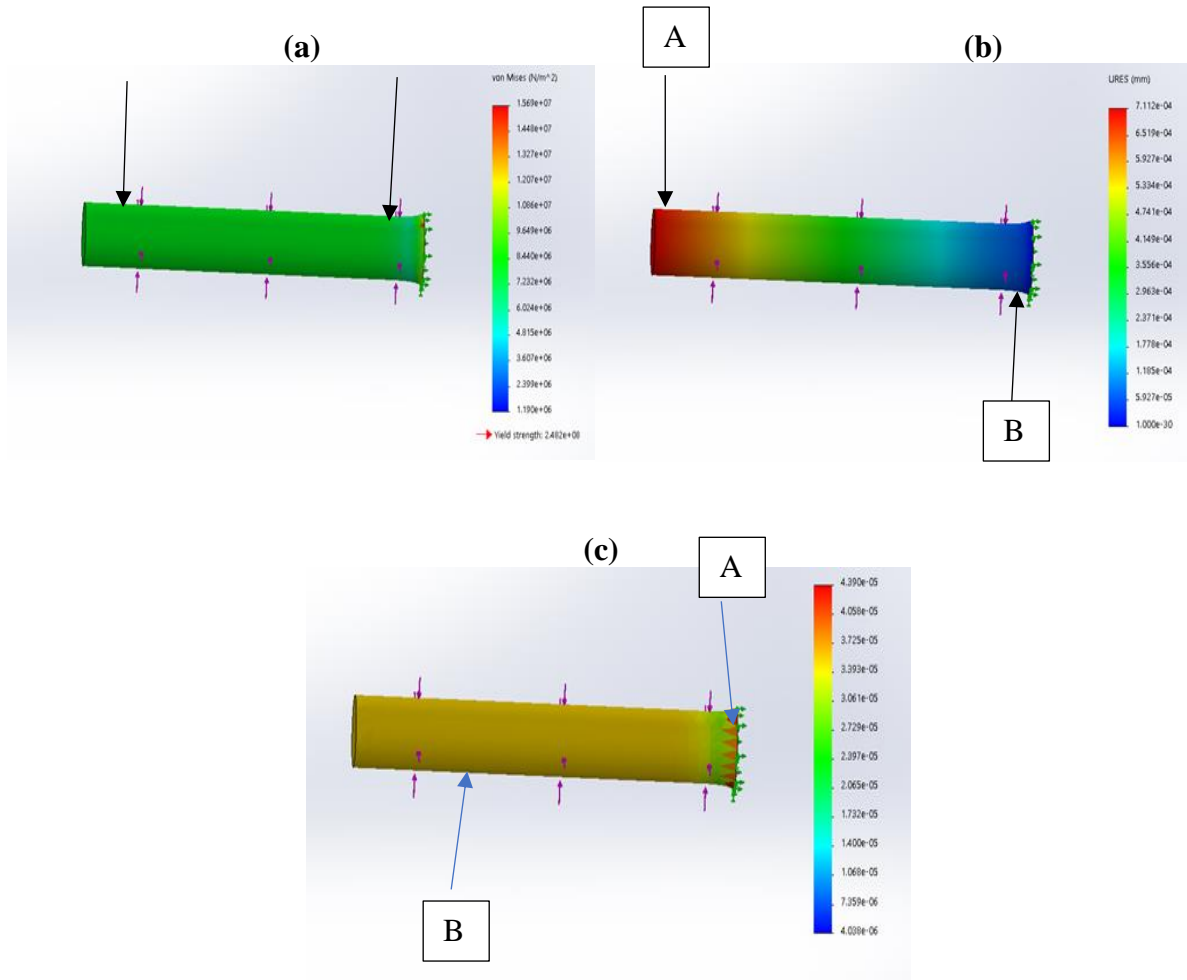 (a)
A
(b)
von Mises (N/m^2)
1.569e+07
1.448e+07
1.327e+07
1.207e+07
1.086e+07
9.649e+06
8.440e+06
7.232e+06
6.024e+06
4.815e+06
3.607e+06
2.399e+06
1.190e+06
Yield strength: 2.482e+08
URES (mm)
7.112e-04
6.519e-04
5.927e-04
5.334e-04
4.741e-04
4.149e-04
3.556e-04
2.963e-04
2.371e-04
1.778e-04
1.185e-04
5.927e-05
1.000e-30
B
(c)
A
4.390e-05
4.058e-05
3.725e-05
3.393e-05
3.061e-05
2.729e-05
2.397e-05
2.065e-05
1.732e-05
1.400e-05
1.068e-05
7.359e-06
4.038e-06
B